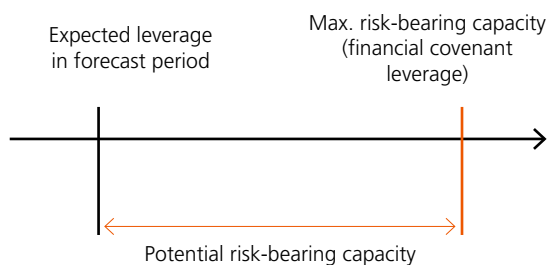 Expected leverage
in forecast period
Max. risk-bearing capacity
(financial covenant
leverage)
Potential risk-bearing capacity